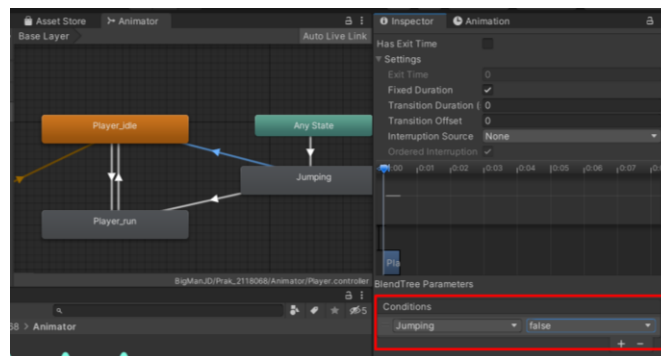 Asset Store
Animator
Base Layer
Auto Live Link
Player_idle
Any State
Jumping
Player_run
BigManJD/Prak_2118068/Animator/Player.controller
5
68 > Animator
Inspector
Animation
Has Exit Time
Settings
Exit Time
0
Fixed Duration
Transition Duration (
0
Transition Offset
0
Interruption Source
None
Ordered Interruption
:00
0:01
0:02
0:03
0:04
0:05
0:06
0:07
Pla
BlendTree Parameters
Conditions
Jumping
false
+ -